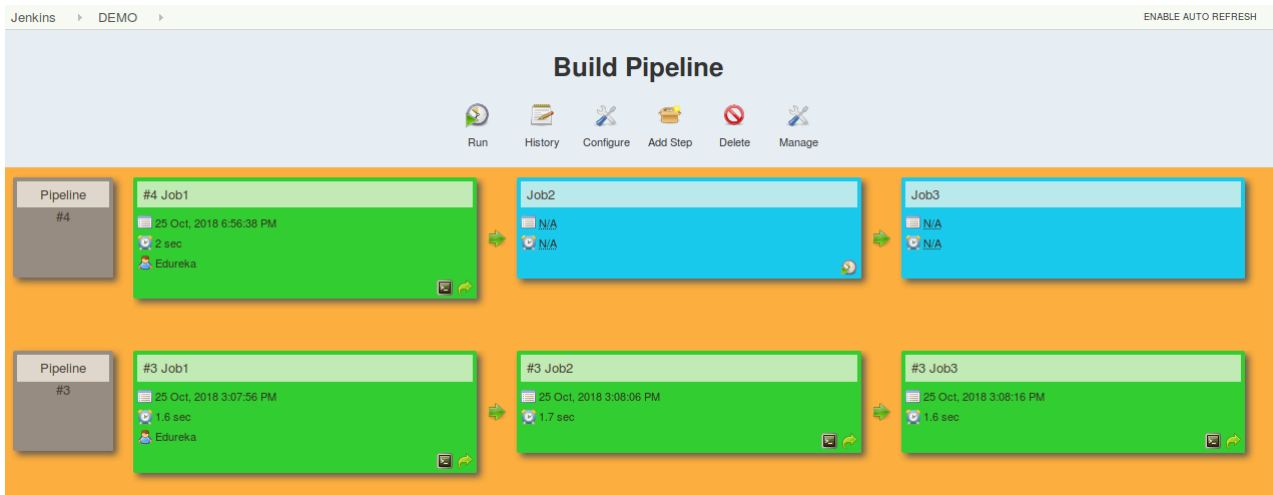 Jenkins DEMO ENABLE AUTO REFRESH
Build Pipeline
Run History Configure Add Step Delete Manage
Pipeline
#4
#4 Job1
25 Oct, 2018 6:56:38 PM
2 sec
Edureka
Job2
N/A
N/A
Job3
N/A
N/A
Pipeline
#3
#3 Job1
25 Oct, 2018 3:07:56 PM
1.6 sec
Edureka
#3 Job2
25 Oct, 2018 3:08:06 PM
1.7 sec
#3 Job3
25 Oct, 2018 3:08:16 PM
1.6 sec